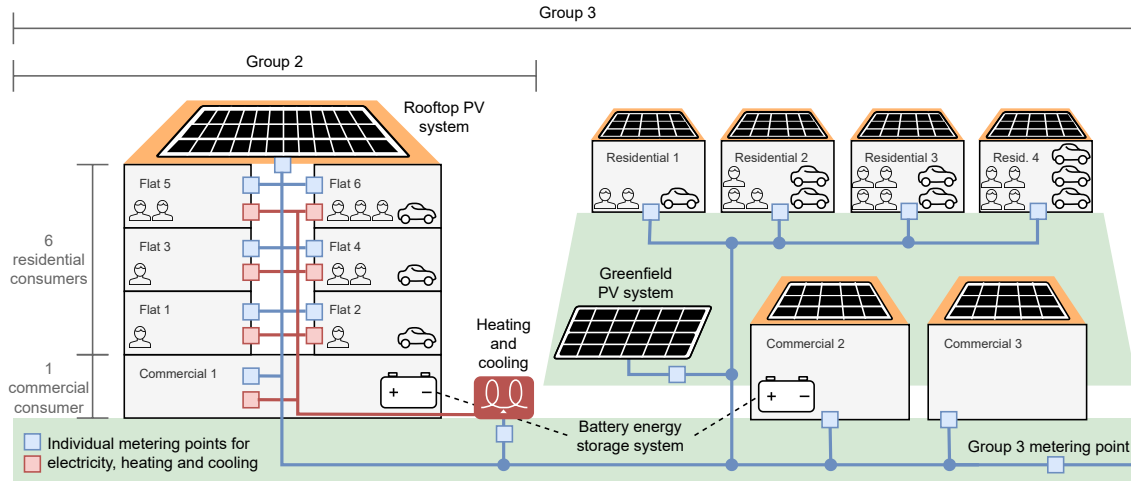 Group 3
Group 2
Rooftop PV
system
Flat 5
Flat 6
Flat 3
Flat 4
Flat 1
Flat 2
Commercial 1
6
residential
consumers
1
commercial
consumer
Heating
and
cooling
+ −
Battery energy
storage system
Residential 1
Residential 2
Residential 3
Resid. 4
Greenfield
PV system
Commercial 2
+ −
Commercial 3
Individual metering points for
electricity, heating and cooling
Group 3 metering point